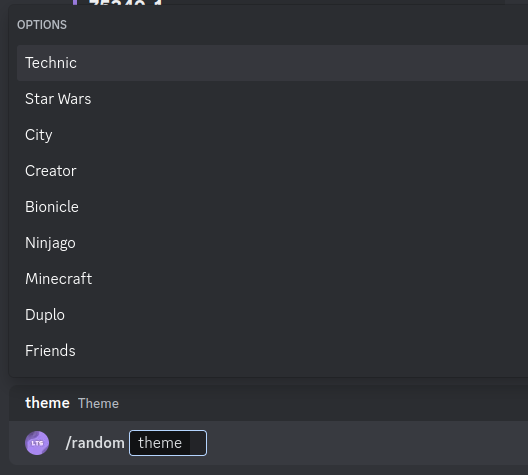 OPTIONS
Technic
Star Wars
City
Creator
Bionicle
Ninjago
Minecraft
Duplo
Friends
theme Theme
LTS /random theme